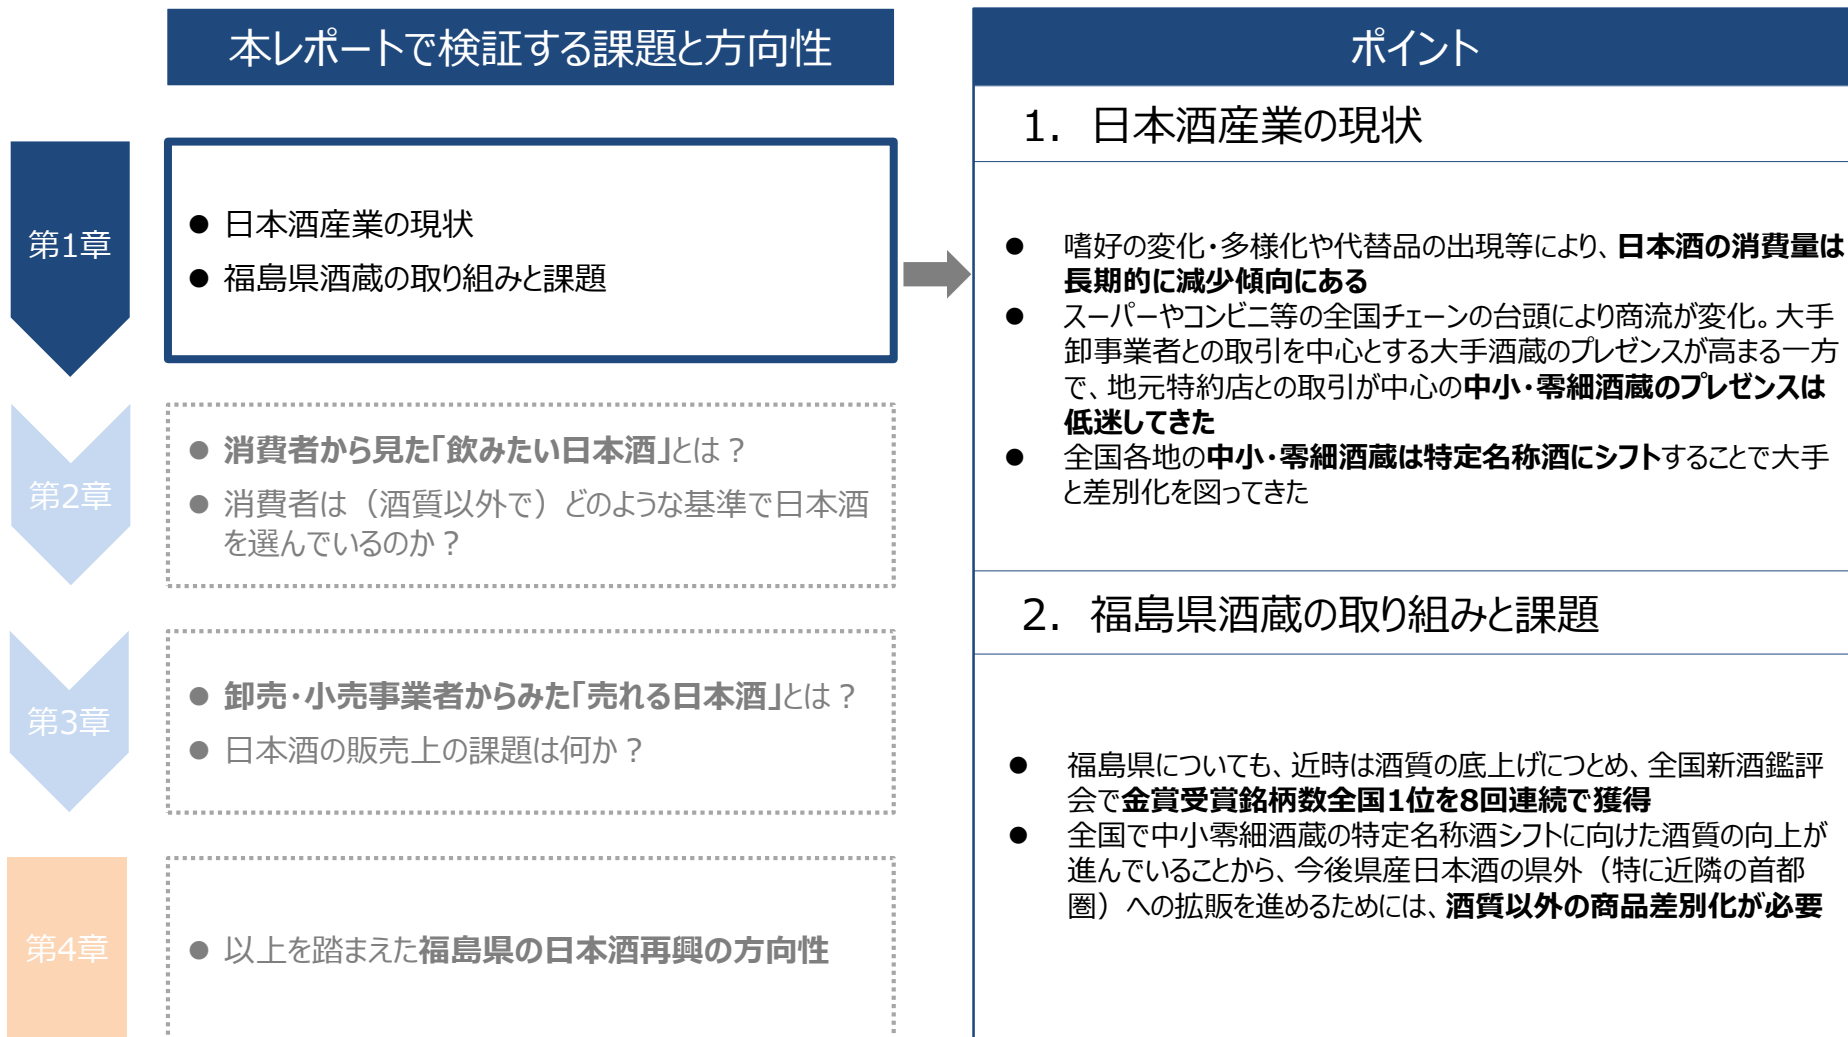 本レポートで検証する課題と方向性
第1章
● 日本酒産業の現状
● 福島県酒蔵の取り組みと課題
第2章
● 消費者から見た「飲みたい日本酒」とは？
● 消費者は（酒質以外で）どのような基準で日本酒
を選んでいるのか？
第3章
● 卸売・小売事業者からみた「売れる日本酒」とは？
● 日本酒の販売上の課題は何か？
第4章
● 以上を踏まえた福島県の日本酒再興の方向性
ポイント
1. 日本酒産業の現状
● 嗜好の変化・多様化や代替品の出現等により、日本酒の消費量は
長期的に減少傾向にある
● スーパーやコンビニ等の全国チェーンの台頭により商流が変化。大手
卸事業者との取引を中心とする大手酒蔵のプレゼンスが高まる一方
で、地元特約店との取引が中心の中小・零細酒蔵のプレゼンスは
低迷してきた
● 全国各地の中小・零細酒蔵は特定名称酒にシフトすることで大手
と差別化を図ってきた
2. 福島県酒蔵の取り組みと課題
● 福島県についても、近時は酒質の底上げにつとめ、全国新酒鑑評
会で金賞受賞銘柄数全国1位を8回連続で獲得
● 全国で中小零細酒蔵の特定名称酒シフトに向けた酒質の向上が
進んでいることから、今後県産日本酒の県外（特に近隣の首都
圏）への拡販を進めるためには、酒質以外の商品差別化が必要